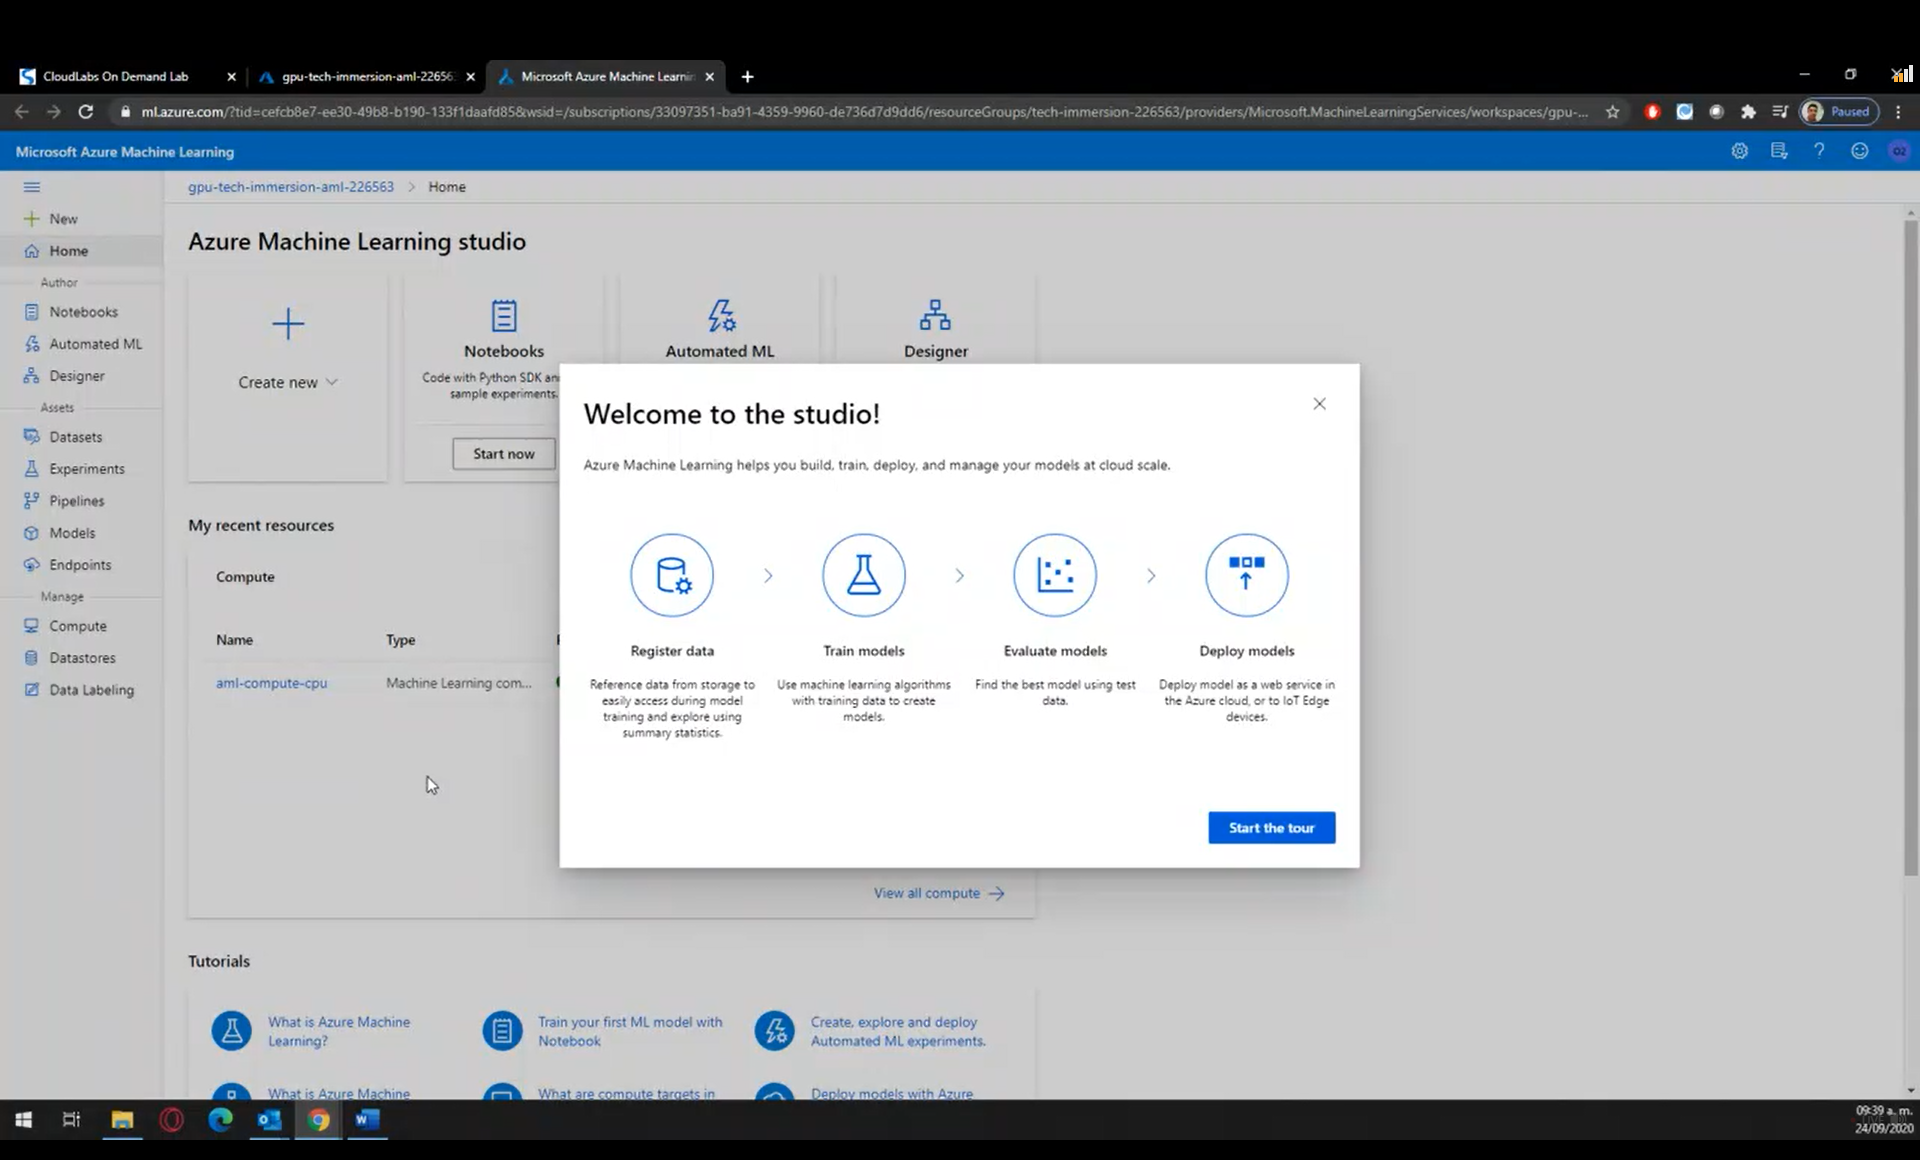 CloudLabs On Demand Lab
gpu-tech-immersion-aml-22656
Microsoft Azure Machine Learnin
ml.azure.com/?tid=cefcb8e7-ee30-49b8-b190-133f1daafd85&wsid=/subscriptions/33097351-ba91-4359-9960-de736d7d9dd6/resourceGroups/tech-immersion-226563/providers/Microsoft.MachineLearningServices/workspaces/gpu-...
Paused
Microsoft Azure Machine Learning
OZ
gpu-tech-immersion-aml-226563 > Home
New
Home
Author
Notebooks
Automated ML
Designer
Assets
Datasets
Experiments
Pipelines
Models
Endpoints
Manage
Compute
Datastores
Data Labeling
Azure Machine Learning studio
Create new
Notebooks
Code with Python SDK an
sample experiments.
Start now
Automated ML
Designer
My recent resources
Compute
Name Type
aml-compute-cpu Machine Learning com...
View all compute
Welcome to the studio!
Azure Machine Learning helps you build, train, deploy, and manage your models at cloud scale.
Register data
Reference data from storage to
easily access during model
training and explore using
summary statistics.
Train models
Use machine learning algorithms
with training data to create
models.
Evaluate models
Find the best model using test
data.
Deploy models
Deploy model as a web service in
the Azure cloud, or to IoT Edge
devices.
Start the tour
Tutorials
What is Azure Machine
Learning?
Train your first ML model with
Notebook
Create, explore and deploy
Automated ML experiments.
What is Azure Machine
What are compute targets in
Deploy models with Azure
09:39 a. m.
24/09/2020